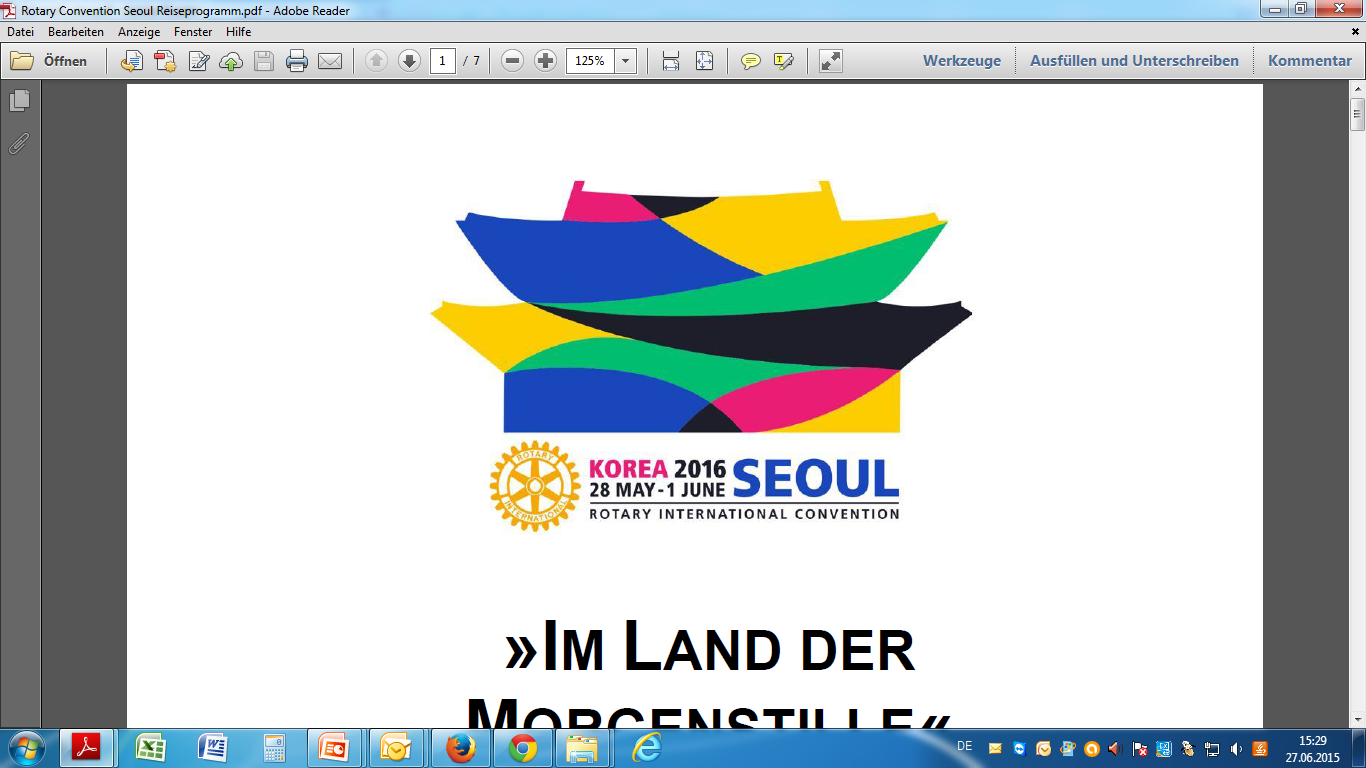 Rotary Convention Seoul Reiseprogramm.pdf - Adobe Reader
Datei Bearbeiten Anzeige Fenster Hilfe
Öffnen 1 / 7 125% Werkzeuge Ausfüllen und Unterschreiben Kommentar
ROTARY
INTERNATIONAL
KOREA 2016
28 MAY-1 JUNE
SEOUL
ROTARY INTERNATIONAL CONVENTION
»IM LAND DER
MORGENSTILLE«
DE
15:29
27.06.2015